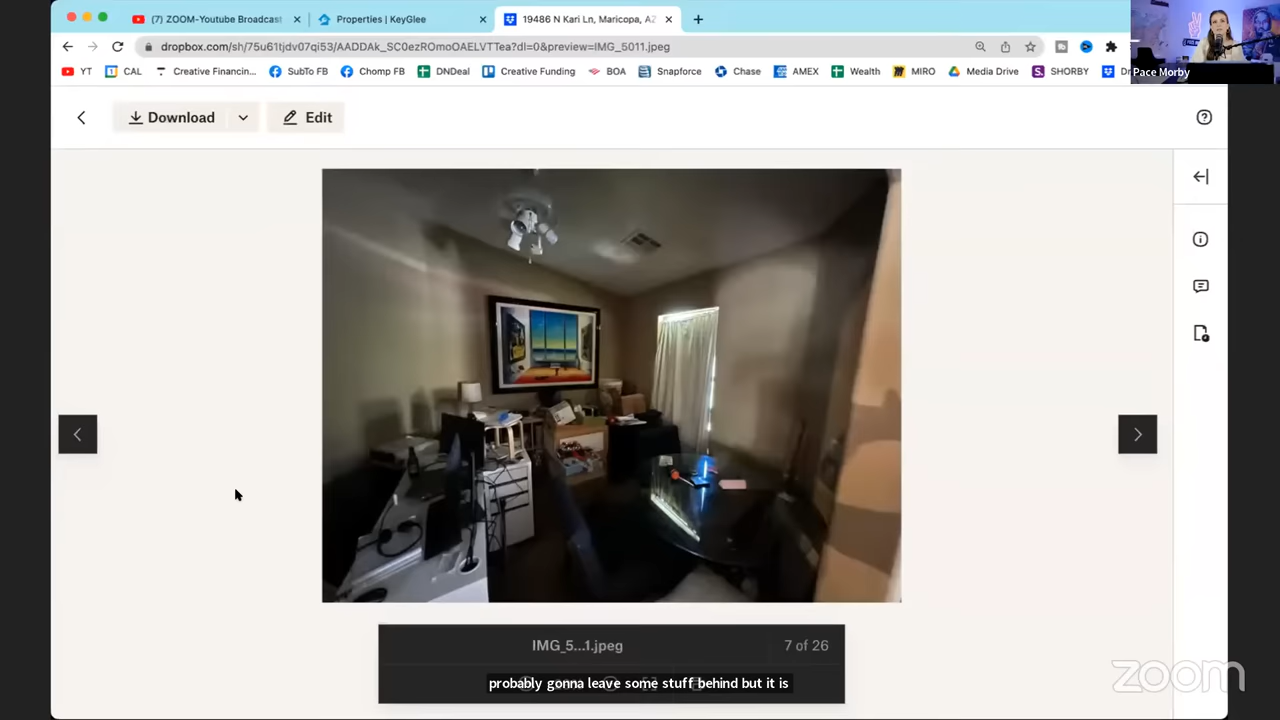 (7) ZOOM-Youtube Broadcast
Properties | KeyGlee
19486 N Kari Ln, Maricopa, AZ
dropbox.com/sh/75u61tjdv07qi53/AADDAk_SC0ezROmoOAELVTTea?dl=0&preview=IMG_5011.jpeg
YT
CAL
Creative Financin...
SubTo FB
Chomp FB
DNDeal
Creative Funding
BOA
Snapforce
Chase
AMEX
Wealth
MIRO
Media Drive
SHORBY
Pace Morby
Download
Edit
IMG_5...1.jpeg
7 of 26
probably gonna leave some stuff behind but it is
zoom